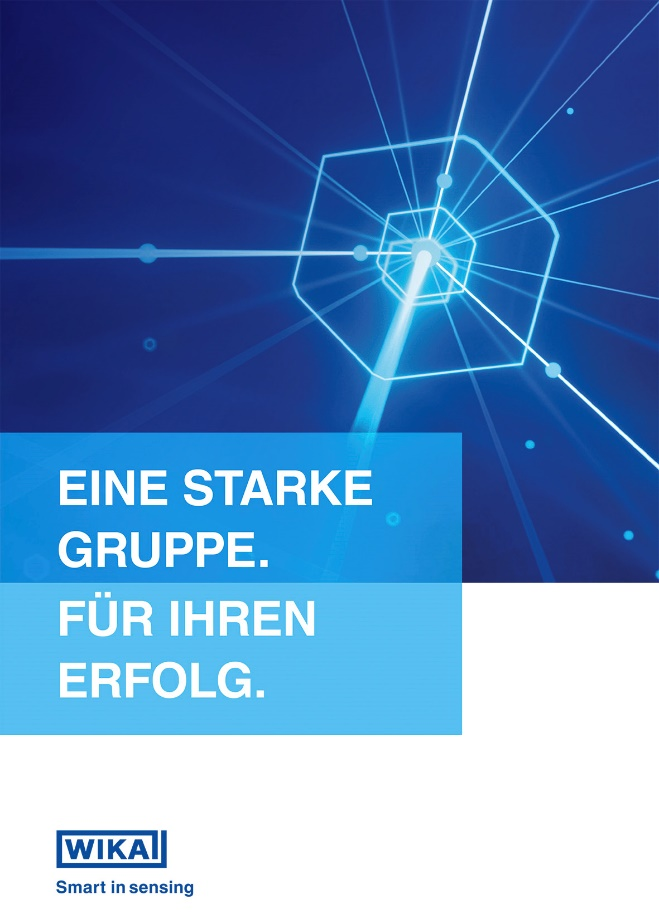 EINE STARKE
GRUPPE.
FÜR IHREN
ERFOLG.
WIKA
Smart in sensing